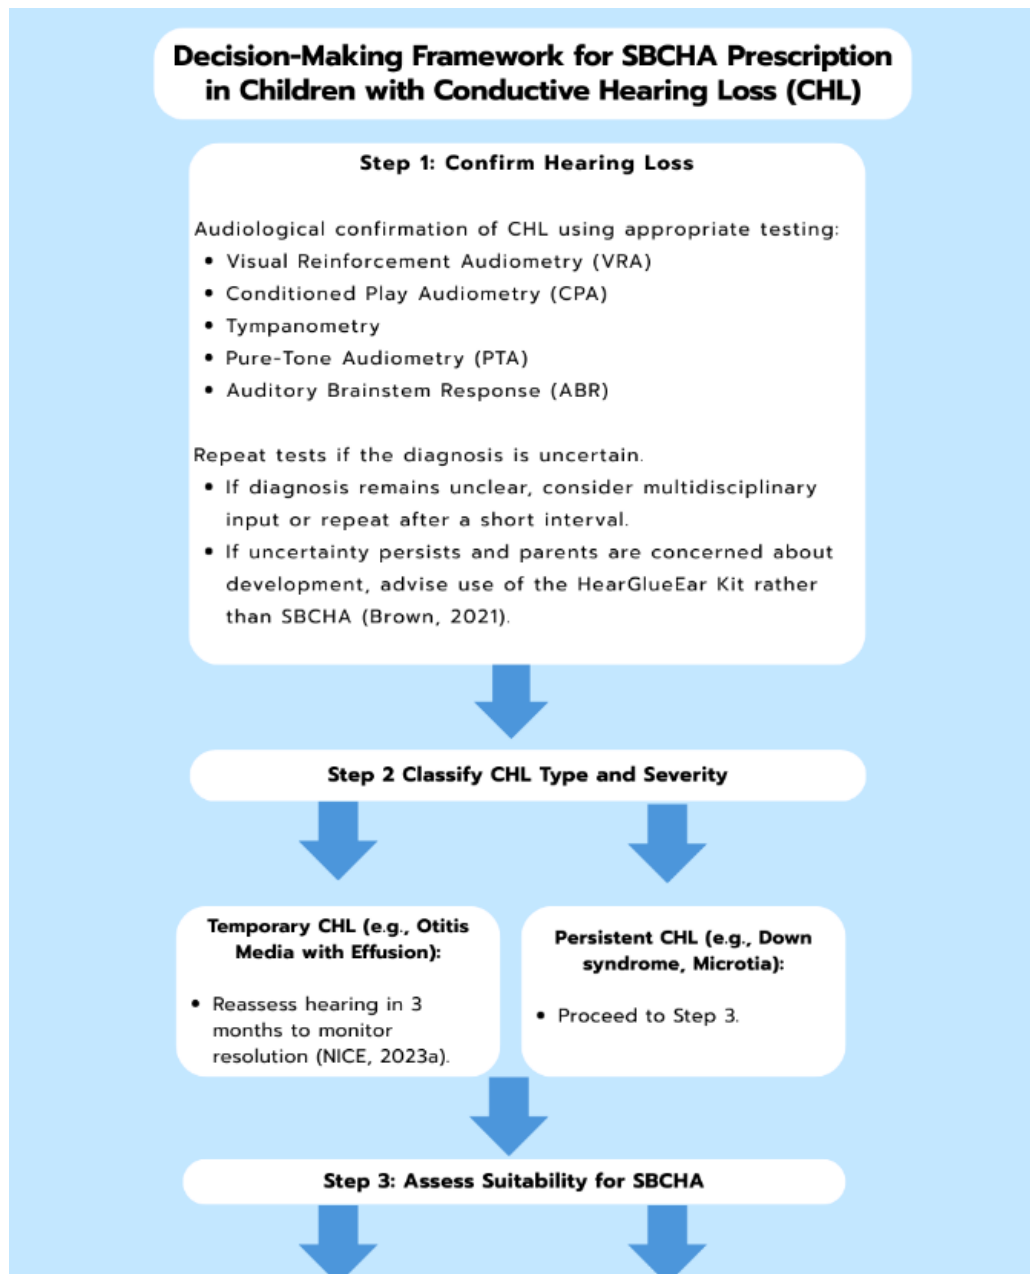 Decision-Making Framework for SBCHA Prescription
in Children with Conductive Hearing Loss (CHL)
Step 1: Confirm Hearing Loss
Audiological confirmation of CHL using appropriate testing:
• Visual Reinforcement Audiometry (VRA)
• Conditioned Play Audiometry (CPA)
• Tympanometry
• Pure-Tone Audiometry (PTA)
• Auditory Brainstem Response (ABR)
Repeat tests if the diagnosis is uncertain.
• If diagnosis remains unclear, consider multidisciplinary
input or repeat after a short interval.
• If uncertainty persists and parents are concerned about
development, advise use of the HearGlueEar Kit rather
than SBCHA (Brown, 2021).
Step 2 Classify CHL Type and Severity
Temporary CHL (e.g., Otitis
Media with Effusion):
• Reassess hearing in 3
months to monitor
resolution (NICE, 2023a).
Persistent CHL (e.g., Down
syndrome, Microtia):
• Proceed to Step 3.
Step 3: Assess Suitability for SBCHA